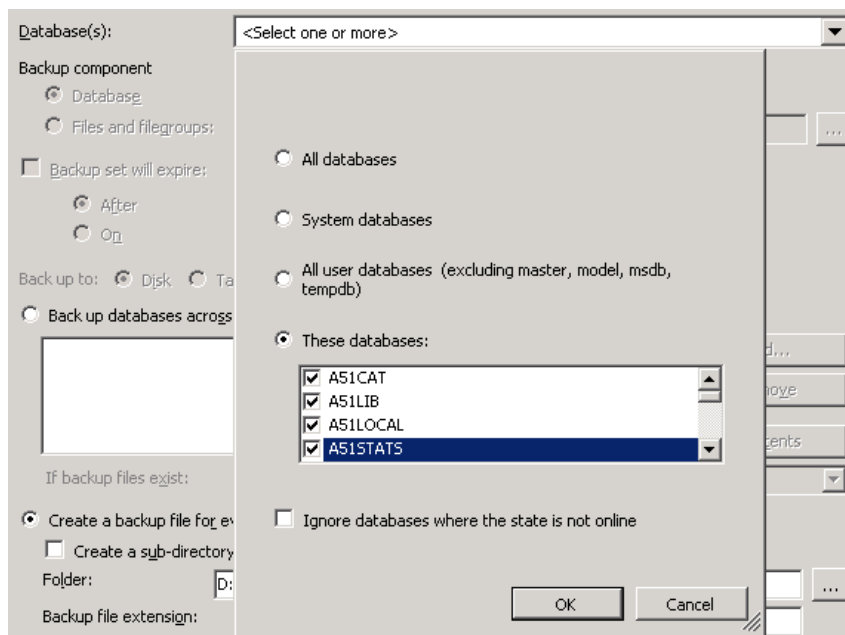 Database(s):
<Select one or more>
Backup component
Database
Files and filegroups:
...
Backup set will expire:
After
On
Back up to: Disk Ta
Back up databases across
d...
ove
tents
If backup files exist:
Create a backup file for ev
Create a sub-directory
Folder: D:
...
Backup file extension:
All databases
System databases
All user databases (excluding master, model, msdb,
tempdb)
These databases:
A51CAT
A51LIB
A51LOCAL
A51STATS
Ignore databases where the state is not online
OK Cancel